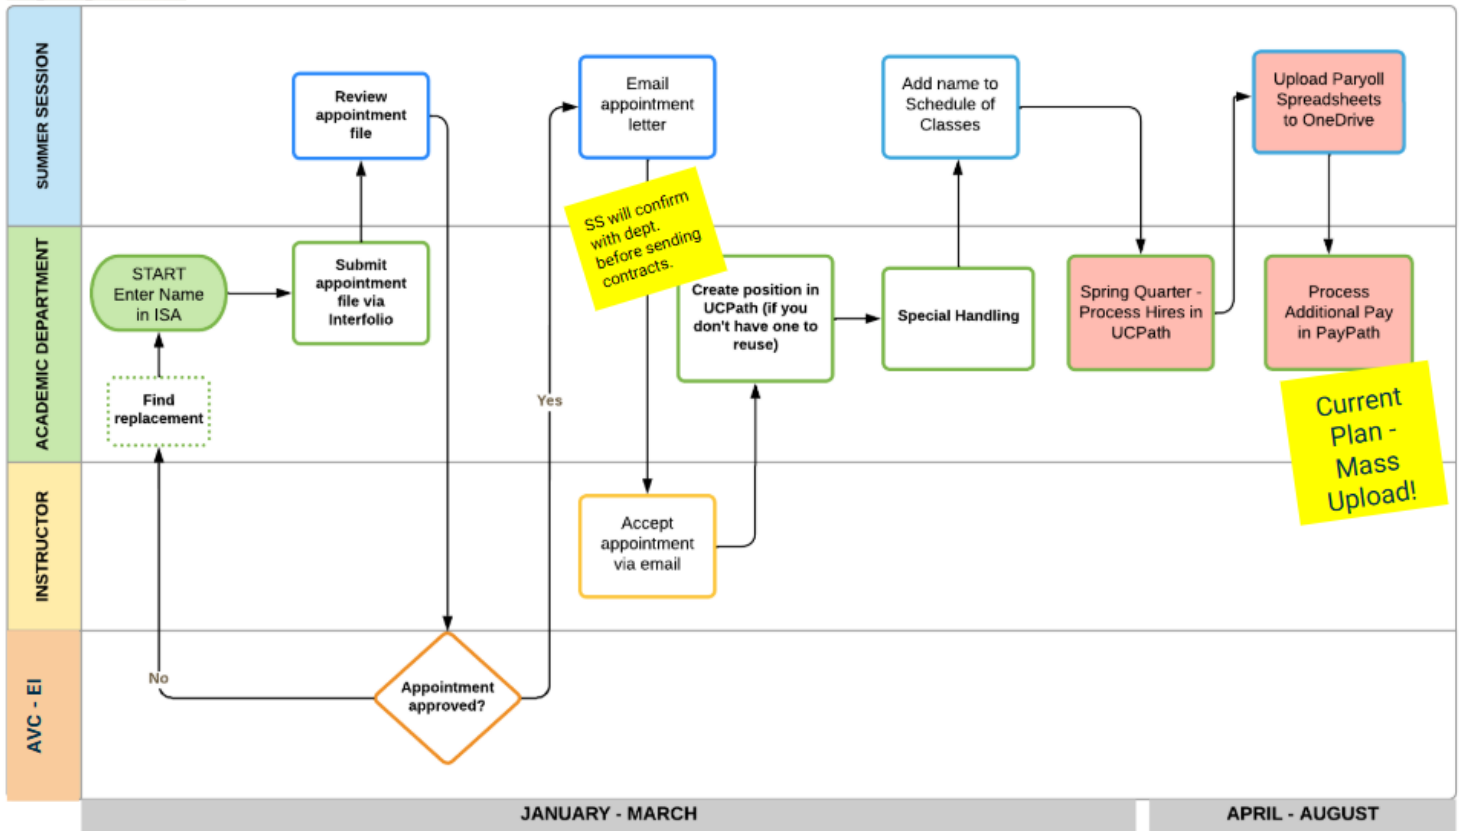 SUMMER SESSION
Review
appointment
file
Email
appointment
letter
Add name to
Schedule of
Classes
Upload Paryoll
Spreadsheets
to OneDrive
SS will confirm
with dept.
before sending
contracts.
ACADEMIC DEPARTMENT
START
Enter Name
in ISA
Submit
appointment
file via
Interfolio
Create position in
UCPath (if you
don't have one to
reuse)
Special Handling
Spring Quarter -
Process Hires in
UCPath
Process
Additional Pay
in PayPath
Find
replacement
Yes
Current
Plan -
Mass
Upload!
INSTRUCTOR
Accept
appointment
via email
AVC - EI
No
Appointment
approved?
JANUARY - MARCH
APRIL - AUGUST